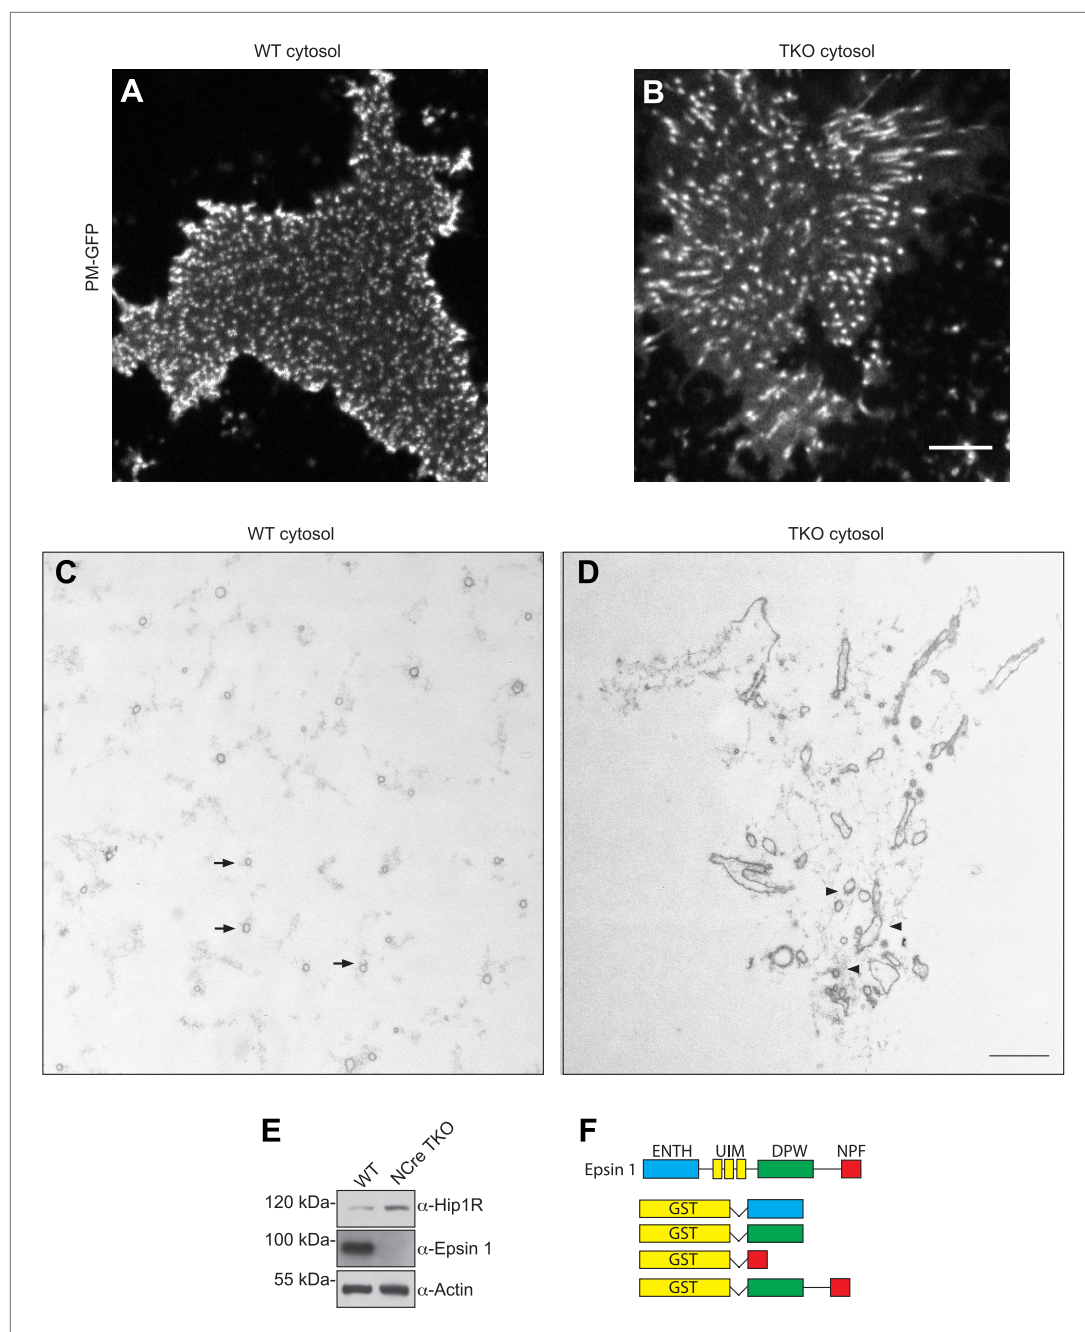 WT cytosol
TKO cytosol
A
B
PM-GFP
WT cytosol
TKO cytosol
C
D
E
WT
NCre TKO
120 kDa-
α-Hip1R
100 kDa-
α-Epsin 1
55 kDa-
α-Actin
F
ENTH UIM DPW NPF
Epsin 1
GST
GST
GST
GST